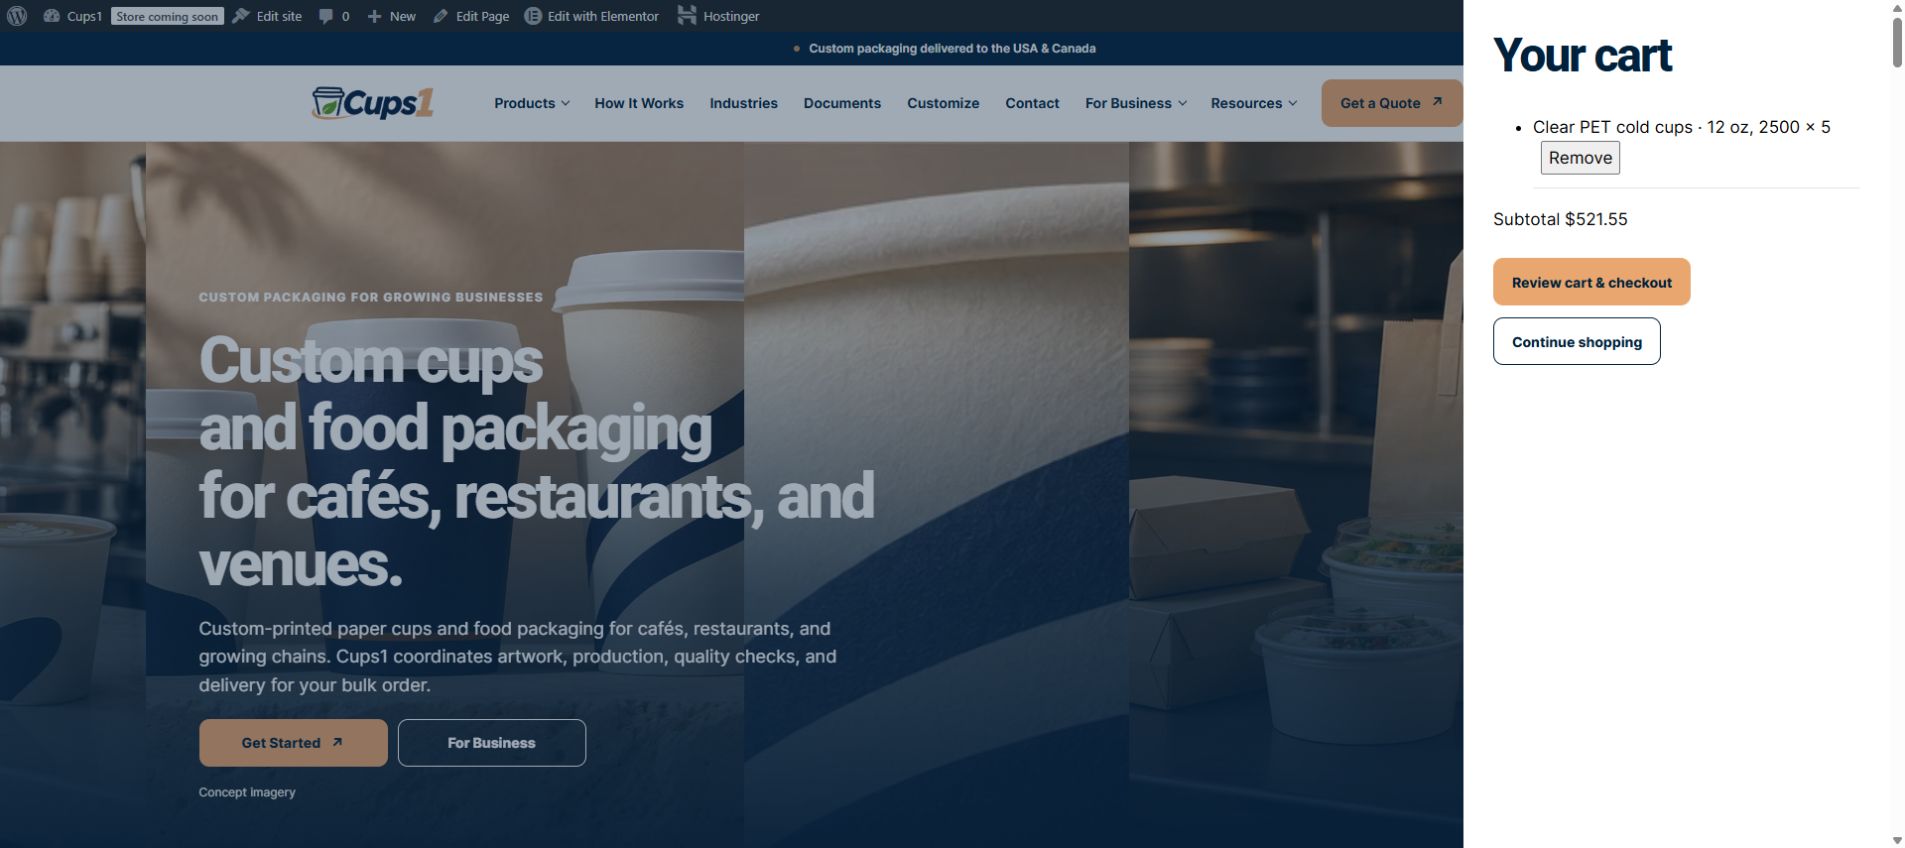 Cups1 Store coming soon Edit site 0 New Edit Page Edit with Elementor Hostinger
Custom packaging delivered to the USA & Canada
Cups1 Products How It Works Industries Documents Customize Contact For Business Resources Get a Quote
CUSTOM PACKAGING FOR GROWING BUSINESSES
Custom cups
and food packaging
for cafés, restaurants, and
venues.
Custom-printed paper cups and food packaging for cafés, restaurants, and
growing chains. Cups1 coordinates artwork, production, quality checks, and
delivery for your bulk order.
Get Started For Business
Concept imagery
Your cart
Clear PET cold cups · 12 oz, 2500 × 5
Remove
Subtotal $521.55
Review cart & checkout
Continue shopping